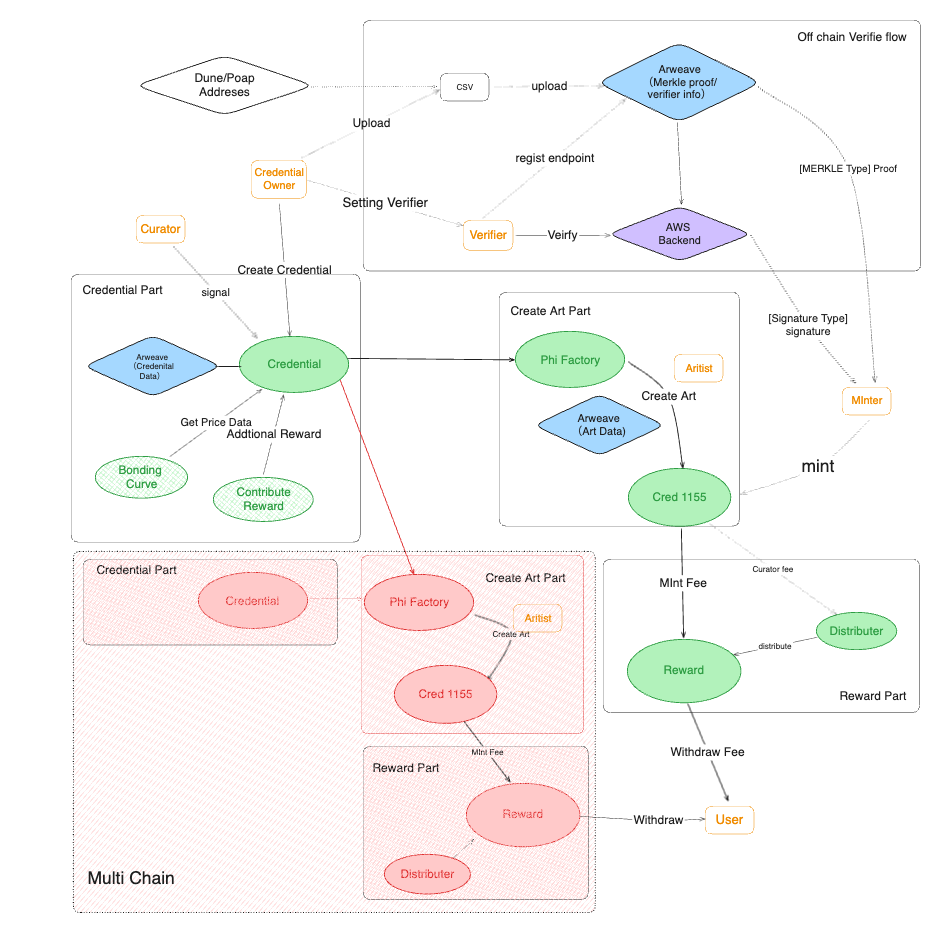 Off chain Verifie flow
Dune/Poap
Addreses
csv
upload
Arweave
（Merkle proof/
verifier info）
Upload
regist endpoint
[MERKLE Type] Proof
Credential
Owner
Setting Verifier
Curator
Verifier
Veirfy
AWS
Backend
Create Credential
signal
Credential Part
Create Art Part
[Signature Type]
signature
Arweave
（Crednital
Data）
Credential
Phi Factory
Aritist
Create Art
MInter
Get Price Data
Addtional Reward
Arweave
（Art Data)
Bonding
Curve
Contribute
Reward
mint
Cred 1155
Credential Part
Create Art Part
Credential
Phi Factory
Aritist
Create Art
Cred 1155
MInt Fee
Curator fee
Distributer
distribute
Reward
Reward Part
MInt Fee
Reward Part
Withdraw Fee
Reward
Withdraw
User
Distributer
Multi Chain